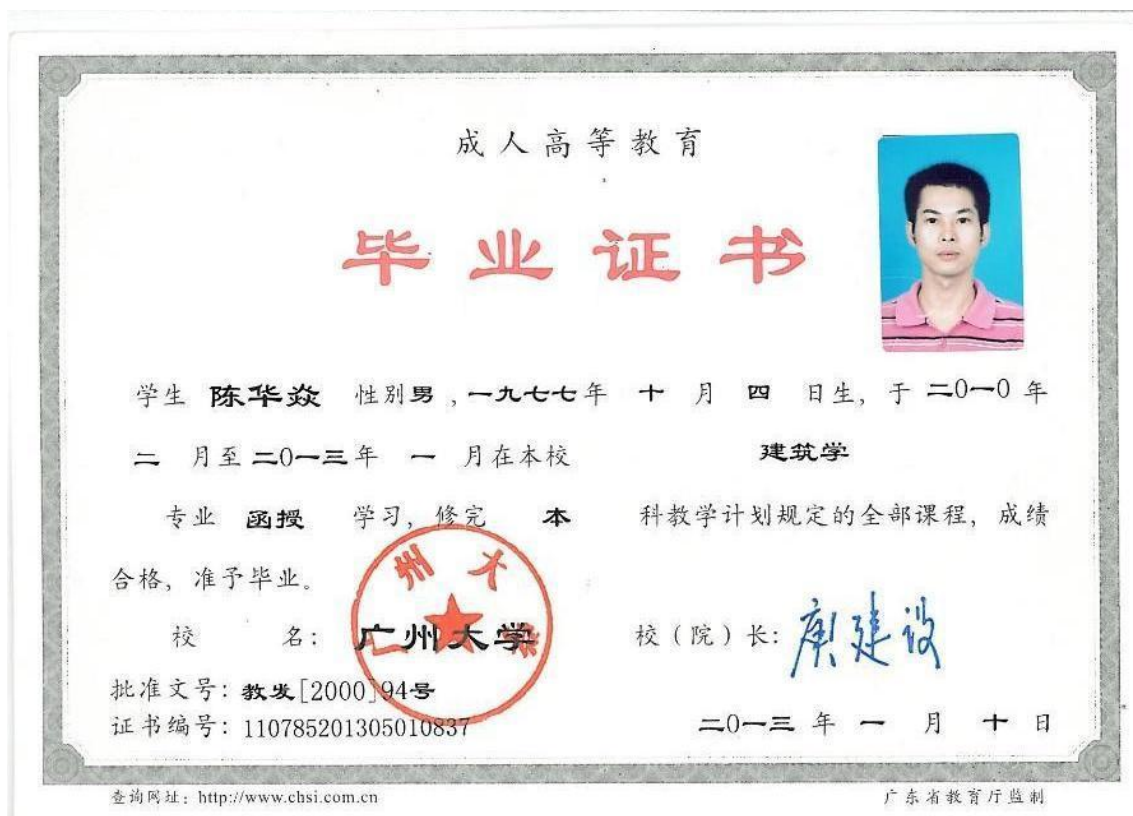 成人高等教育
毕业证书
学生 陈华焱 性别男，一九七七年 十 月 四 日生，于 二0一0 年
二 月至 二0一三年 一 月在本校 建筑学
专业 函授 学习，修完 本 科教学计划规定的全部课程，成绩
合格，准予毕业。
校 名： 广州大学 校（院）长： 庾建设
批准文号：教发[2000]94号
证书编号：110785201305010837 二0一三 年 一 月 十 日
查询网址：http://www.chsi.com.cn 广东省教育厅监制